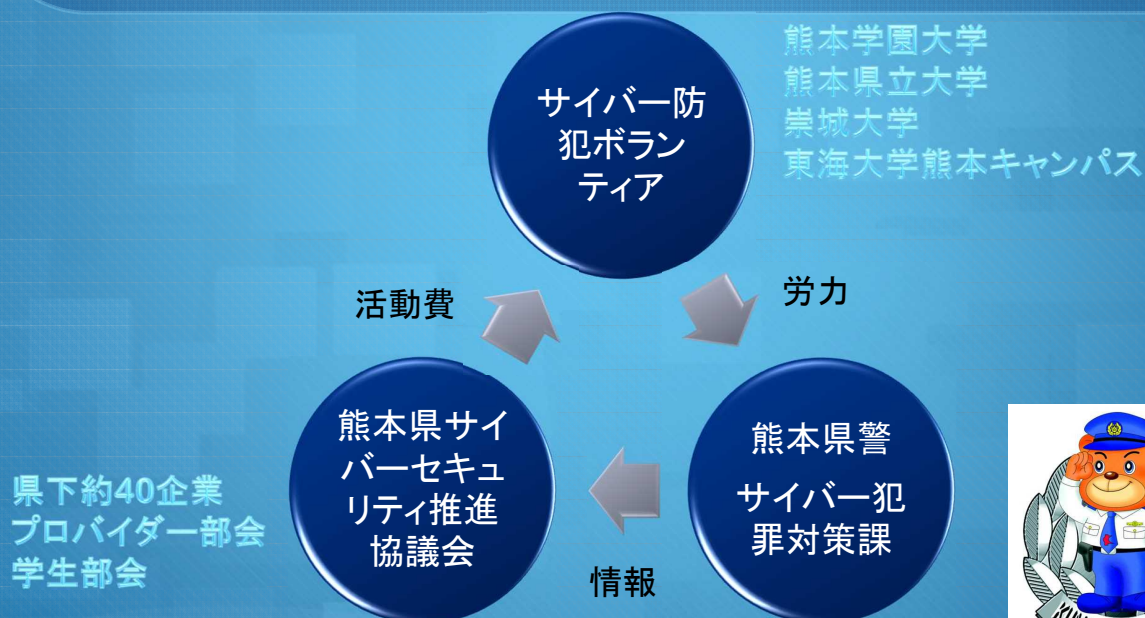 サイバー防
犯ボラン
ティア
熊本学園大学
熊本県立大学
崇城大学
東海大学熊本キャンパス
活動費
労力
熊本県サイ
バーセキュ
リティ推進
協議会
熊本県警
サイバー犯
罪対策課
県下約40企業
プロバイダー部会
学生部会
情報